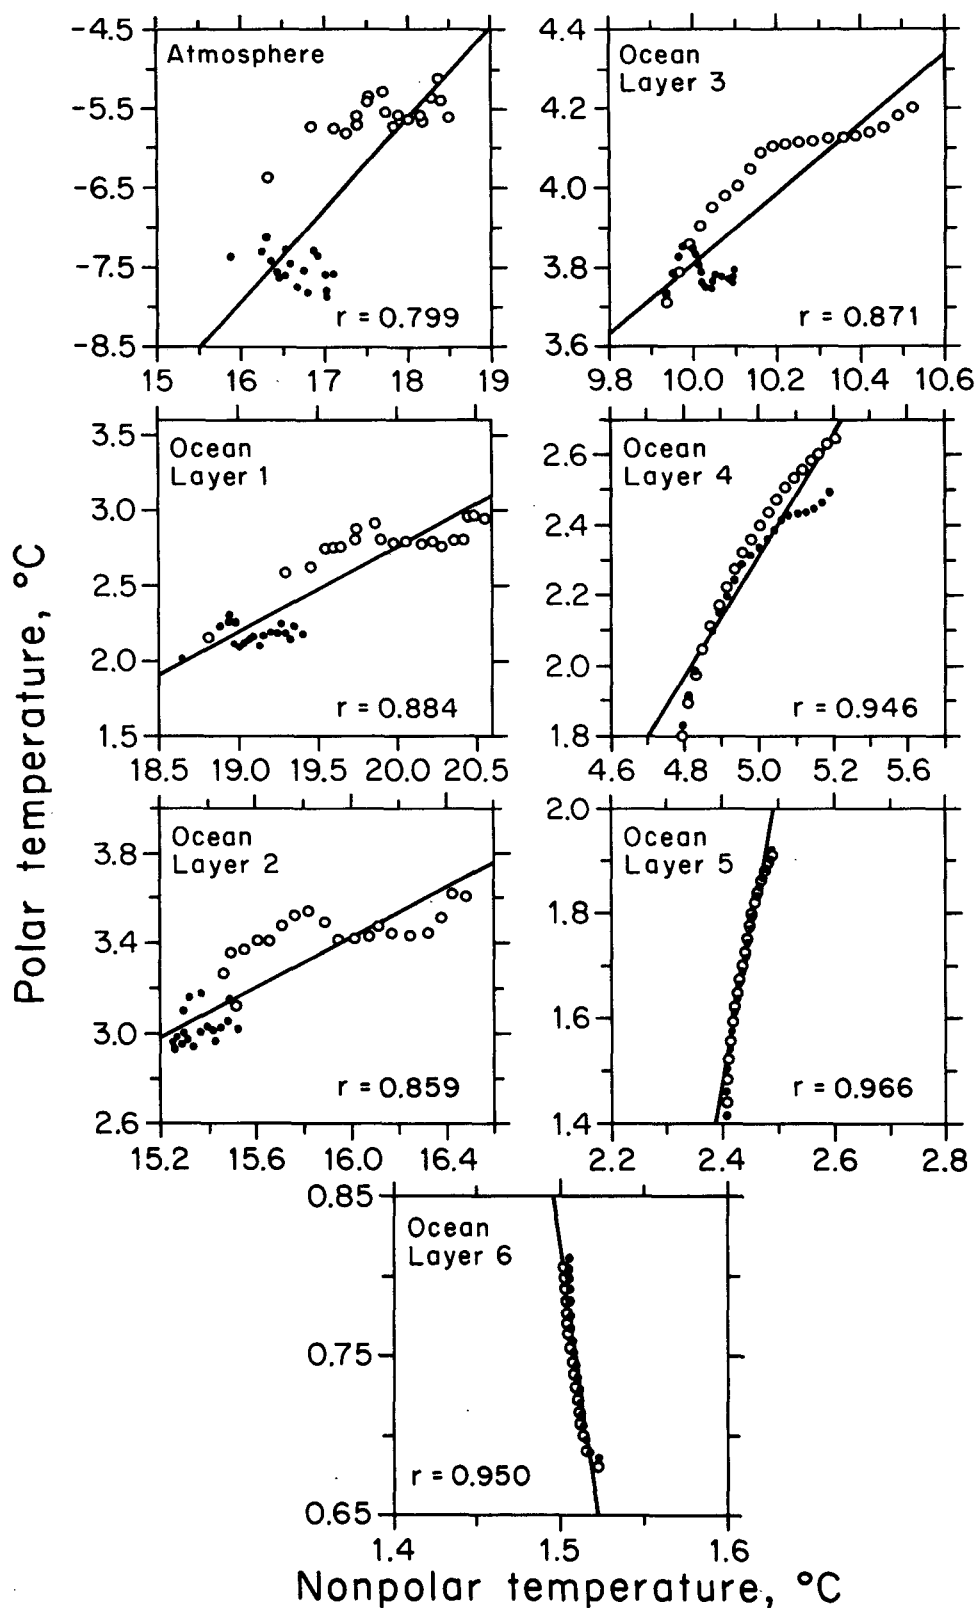 Polar temperature, °C
-4.5
-5.5
-6.5
-7.5
-8.5
Atmosphere
r = 0.799
15 16 17 18 19
4.4
4.2
4.0
3.8
3.6
Ocean
Layer 3
r = 0.871
9.8 10.0 10.2 10.4 10.6
3.5
3.0
2.5
2.0
1.5
Ocean
Layer 1
r = 0.884
18.5 19.0 19.5 20.0 20.5
2.6
2.4
2.2
2.0
1.8
Ocean
Layer 4
r = 0.946
4.6 4.8 5.0 5.2 5.6
3.8
3.4
3.0
2.6
Ocean
Layer 2
r = 0.859
15.2 15.6 16.0 16.4
2.0
1.8
1.6
1.4
Ocean
Layer 5
r = 0.966
2.2 2.4 2.6 2.8
0.85
0.75
0.65
Ocean
Layer 6
r = 0.950
1.4 1.5 1.6
Nonpolar temperature, °C